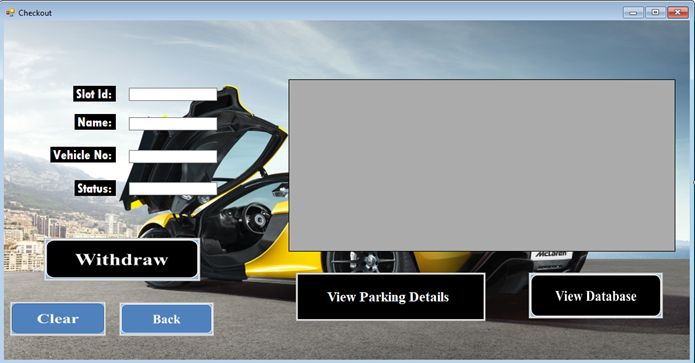 Checkout
Slot Id:
Name:
Vehicle No:
Status:
Withdraw
Clear
Back
View Parking Details
View Database
McLaren